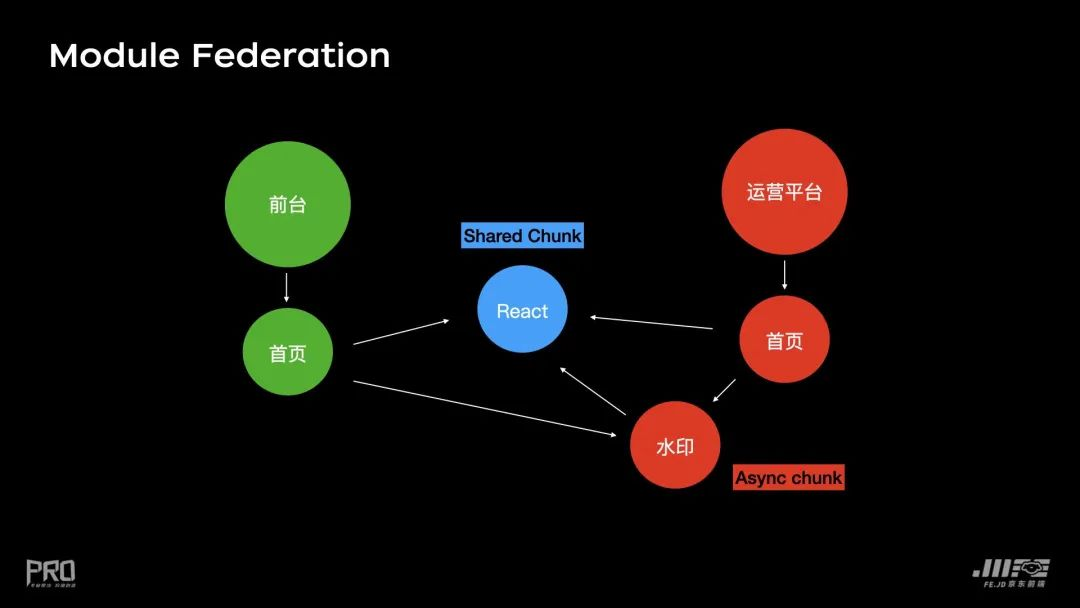 Module Federation
前台
运营平台
Shared Chunk
React
首页
首页
水印
Async chunk
PRO
FE.JD 京东前端